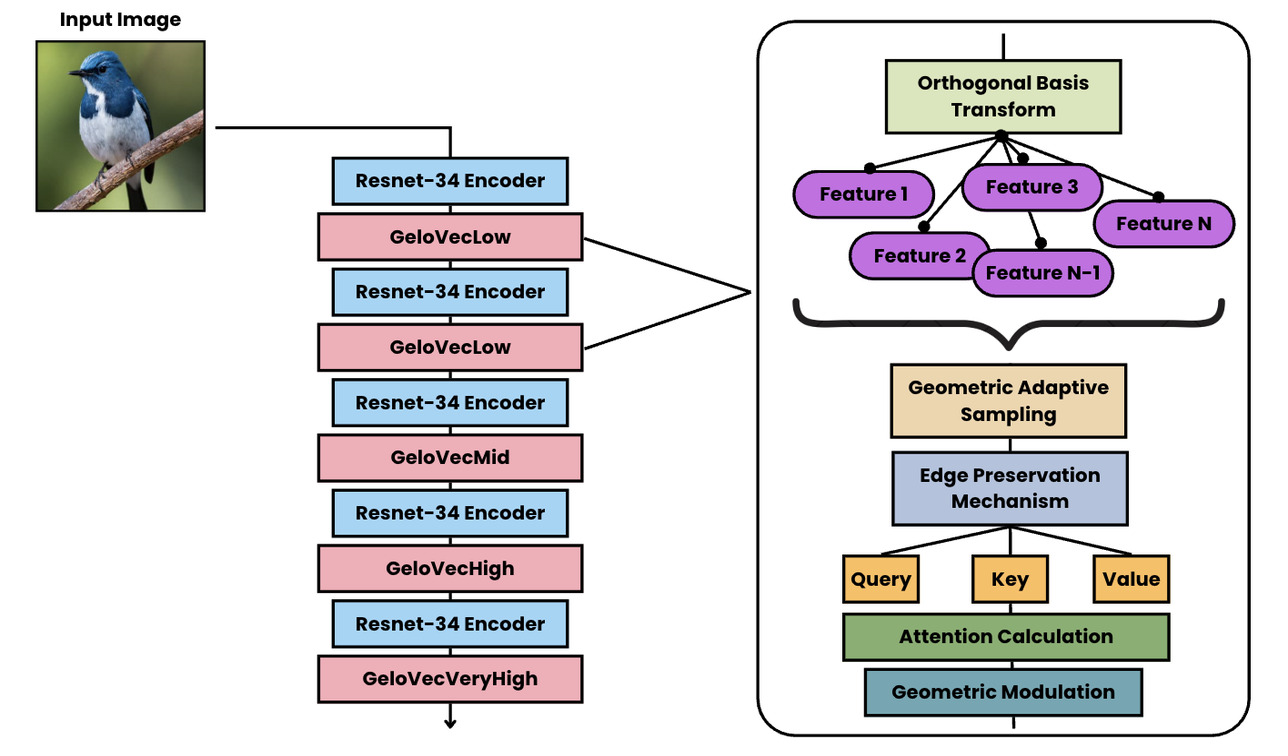 Input Image
Resnet-34 Encoder
GeloVecLow
Resnet-34 Encoder
GeloVecLow
Resnet-34 Encoder
GeloVecMid
Resnet-34 Encoder
GeloVecHigh
Resnet-34 Encoder
GeloVecVeryHigh
Orthogonal Basis
Transform
Feature 1
Feature 3
Feature N
Feature 2
Feature N-1
Geometric Adaptive
Sampling
Edge Preservation
Mechanism
Query
Key
Value
Attention Calculation
Geometric Modulation